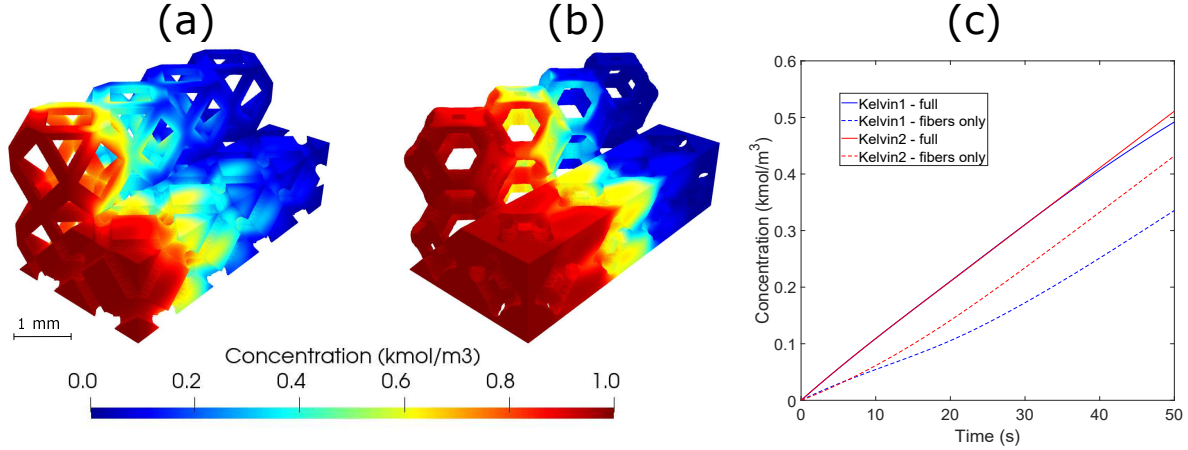 (a)
(b)
(c)
1 mm
Concentration (kmol/m3)
0.0 0.2 0.4 0.6 0.8 1.0
0.6
0.5
0.4
0.3
0.2
0.1
0
Concentration (kmol/m³)
Kelvin1 - full
Kelvin1 - fibers only
Kelvin2 - full
Kelvin2 - fibers only
0 10 20 30 40 50
Time (s)